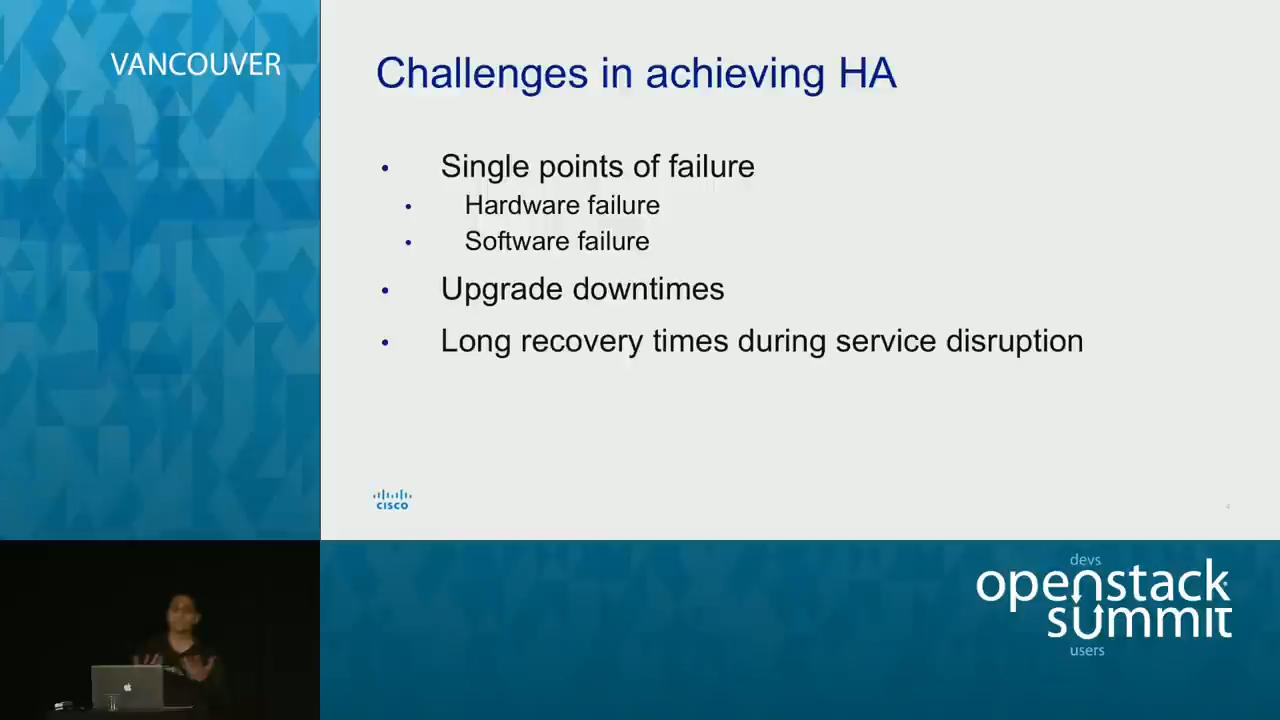 VANCOUVER
Challenges in achieving HA
• Single points of failure
• Hardware failure
• Software failure
• Upgrade downtimes
• Long recovery times during service disruption
CISCO
4
devs
openstack
summit
users